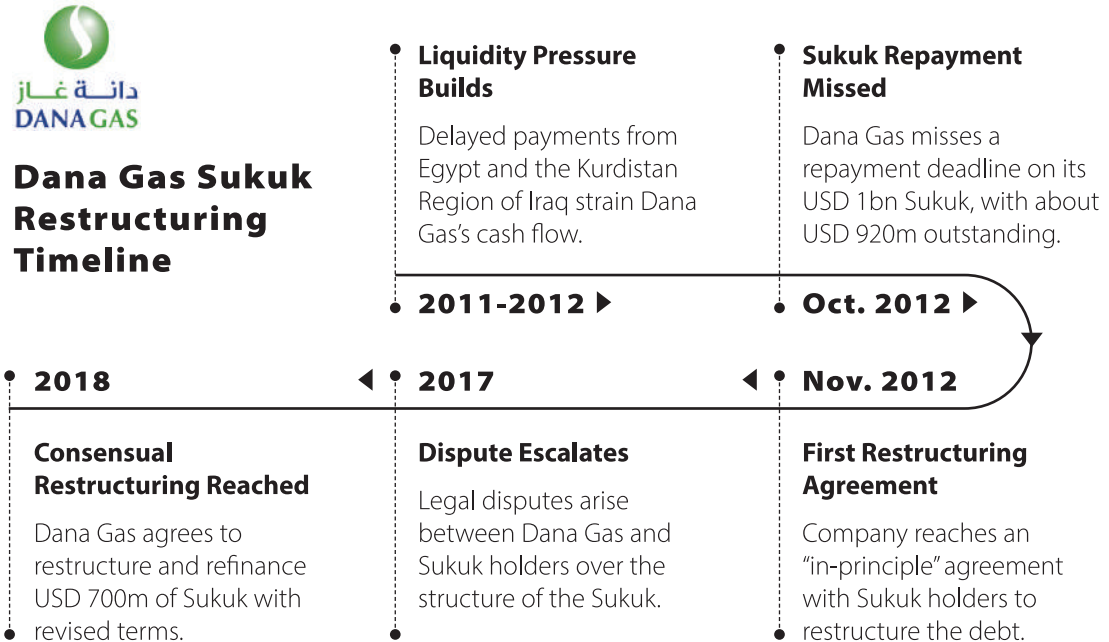 دانـــة غـــاز
DANA GAS
Dana Gas Sukuk
Restructuring
Timeline
Liquidity Pressure
Builds
Delayed payments from
Egypt and the Kurdistan
Region of Iraq strain Dana
Gas’s cash flow.
2011-2012
Sukuk Repayment
Missed
Dana Gas misses a
repayment deadline on its
USD 1bn Sukuk, with about
USD 920m outstanding.
Oct. 2012
Nov. 2012
First Restructuring
Agreement
Company reaches an
“in-principle” agreement
with Sukuk holders to
restructure the debt.
2017
Dispute Escalates
Legal disputes arise
between Dana Gas and
Sukuk holders over the
structure of the Sukuk.
2018
Consensual
Restructuring Reached
Dana Gas agrees to
restructure and refinance
USD 700m of Sukuk with
revised terms.